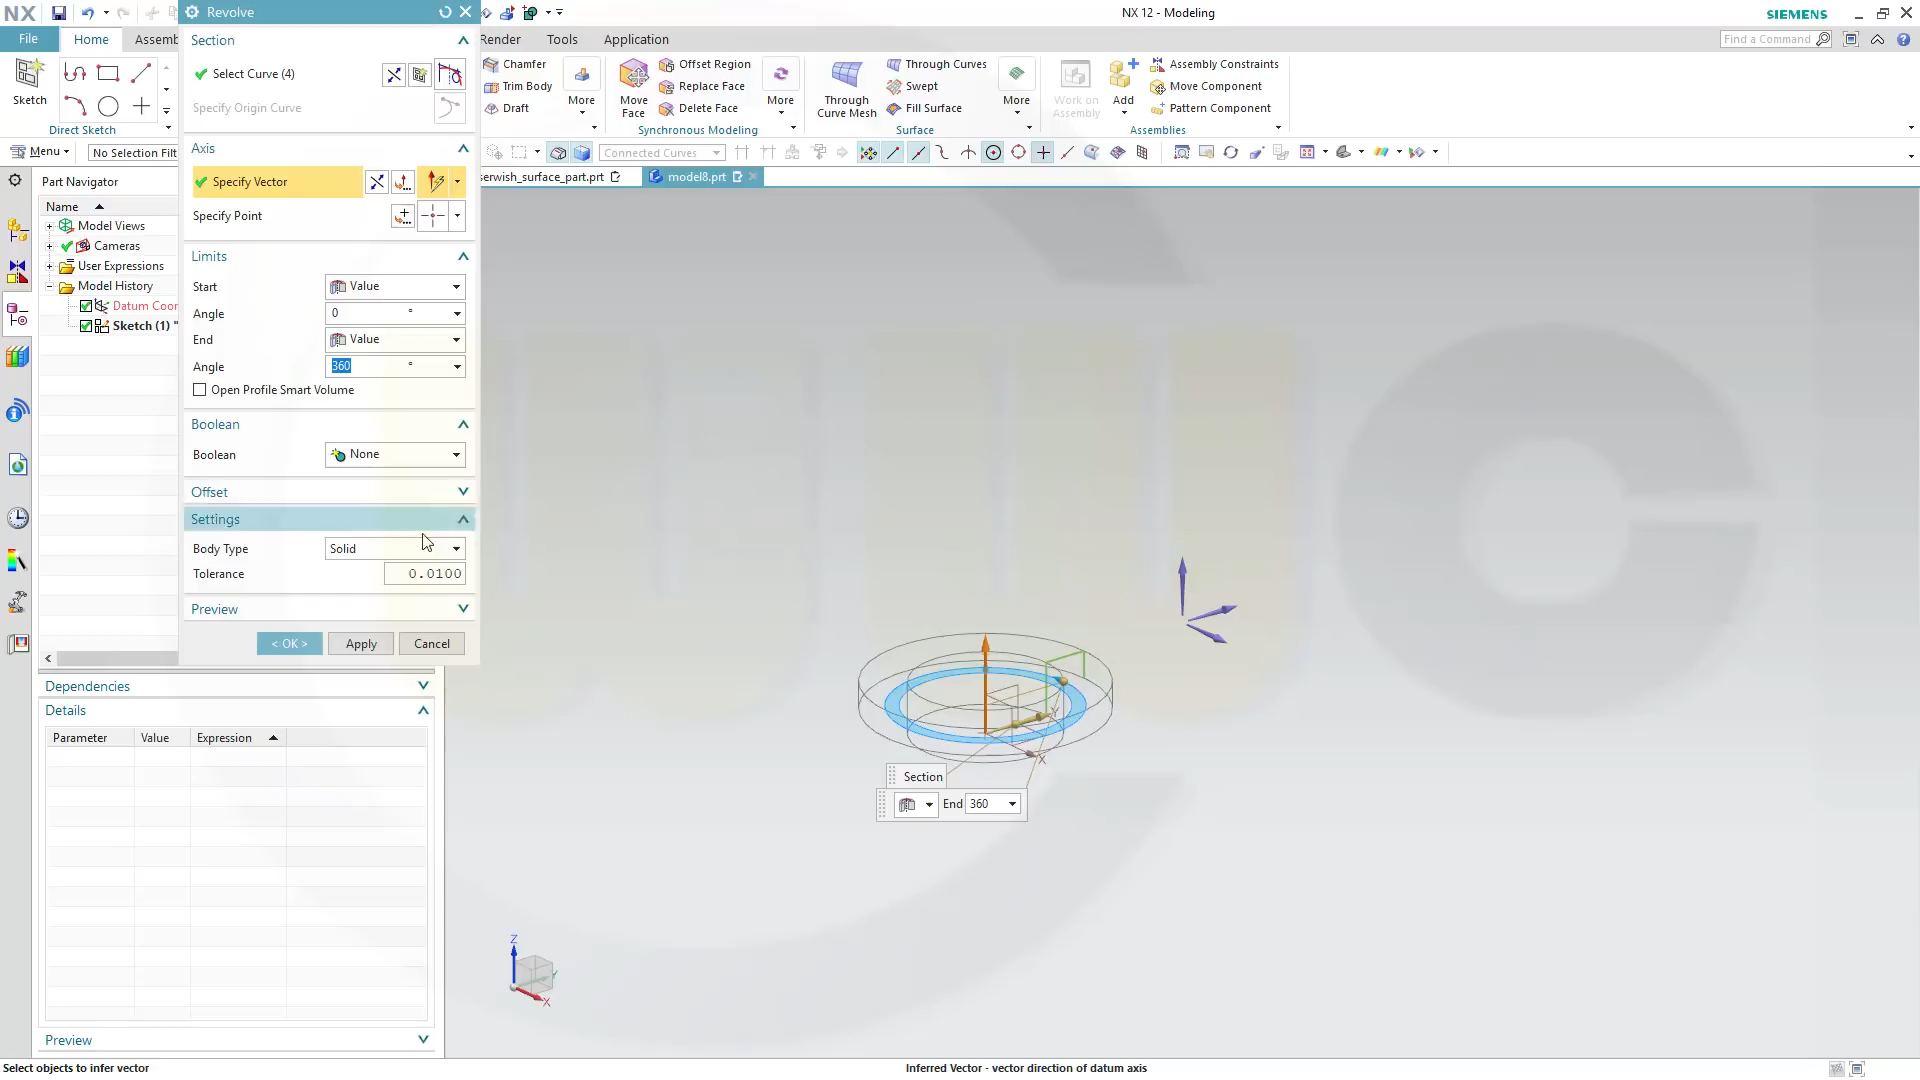 NX
Revolve
NX 12 - Modeling
SIEMENS
File
Home
Assemb
Render
Tools
Application
Find a Command
Section
Select Curve (4)
Specify Origin Curve
Sketch
Direct Sketch
Chamfer
Trim Body
Draft
More
Move
Face
Offset Region
Replace Face
Delete Face
More
Synchronous Modeling
Through
Curve Mesh
Through Curves
Swept
Fill Surface
More
Surface
Work on
Assembly
Add
Assembly Constraints
Move Component
Pattern Component
Assemblies
Menu
No Selection Filt
Connected Curves
Axis
Specify Vector
Specify Point
Part Navigator
serwish_surface_part.prt
model8.prt
Name
Model Views
Cameras
User Expressions
Model History
Datum Coor
Sketch (1) "
Limits
Start
Value
Angle
0 °
End
Value
Angle
360 °
Open Profile Smart Volume
Boolean
Boolean
None
Offset
Settings
Body Type
Solid
Tolerance
0.0100
Preview
< OK >
Apply
Cancel
Dependencies
Details
Parameter
Value
Expression
Preview
Y
X
Section
End 360
Z
X
Select objects to infer vector
Inferred Vector - vector direction of datum axis